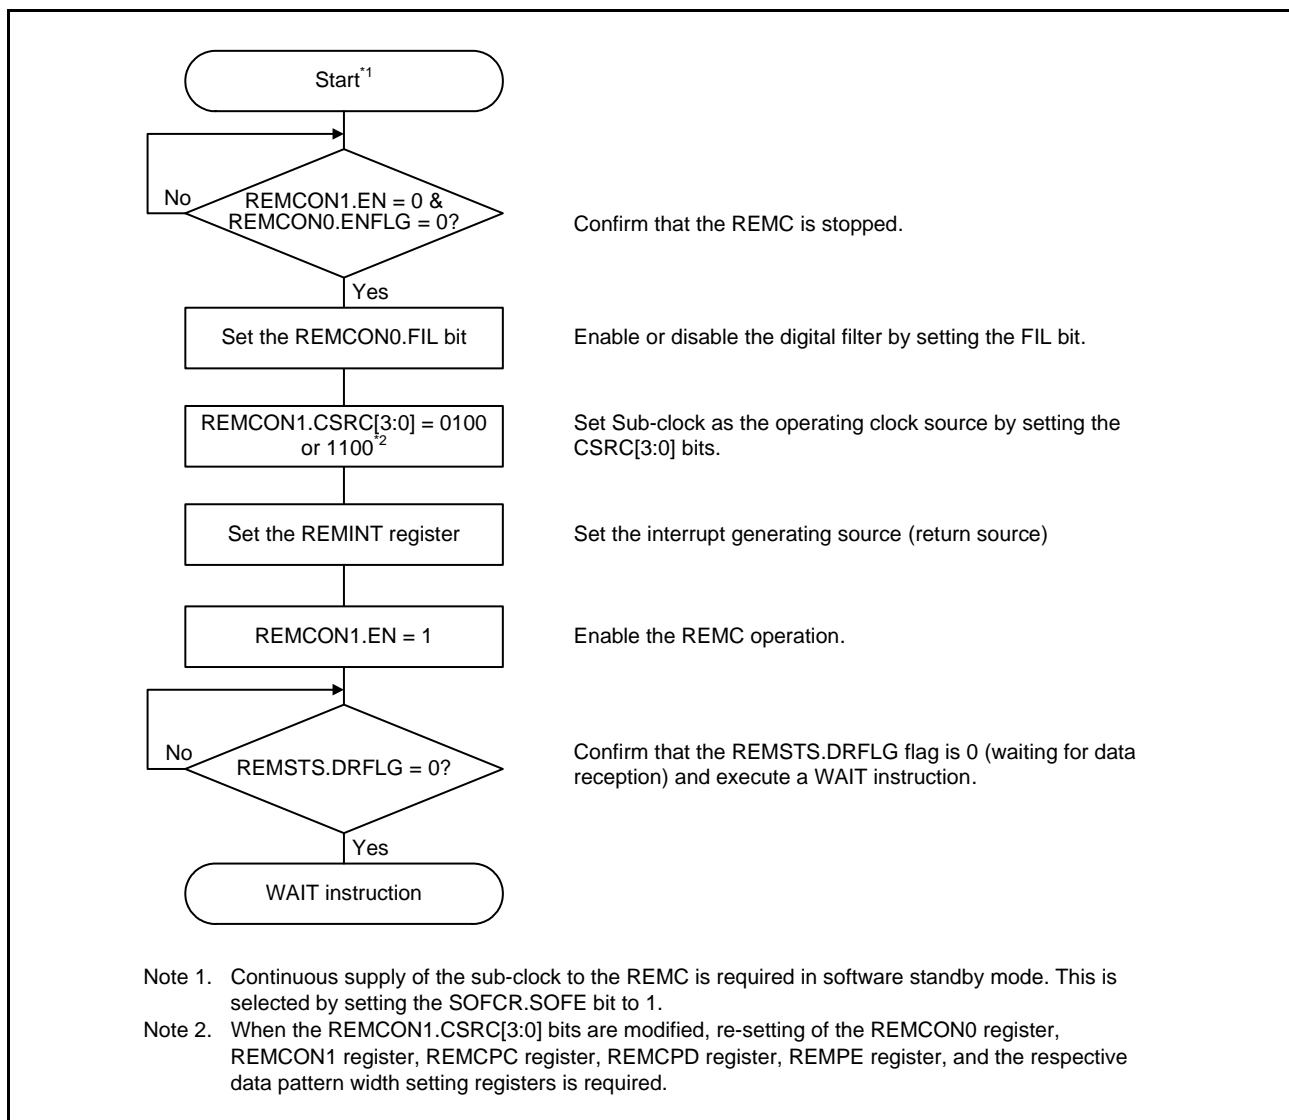 Start*1
No
REMCON1.EN = 0 &
REMCON0.ENFLG = 0?
Confirm that the REMC is stopped.
Yes
Set the REMCON0.FIL bit
Enable or disable the digital filter by setting the FIL bit.
REMCON1.CSRC[3:0] = 0100
or 1100*2
Set Sub-clock as the operating clock source by setting the
CSRC[3:0] bits.
Set the REMINT register
Set the interrupt generating source (return source)
REMCON1.EN = 1
Enable the REMC operation.
No
REMSTS.DRFLG = 0?
Confirm that the REMSTS.DRFLG flag is 0 (waiting for data
reception) and execute a WAIT instruction.
Yes
WAIT instruction
Note 1. Continuous supply of the sub-clock to the REMC is required in software standby mode. This is
selected by setting the SOFCR.SOFE bit to 1.
Note 2. When the REMCON1.CSRC[3:0] bits are modified, re-setting of the REMCON0 register,
REMCON1 register, REMCPC register, REMCPD register, REMPE register, and the respective
data pattern width setting registers is required.